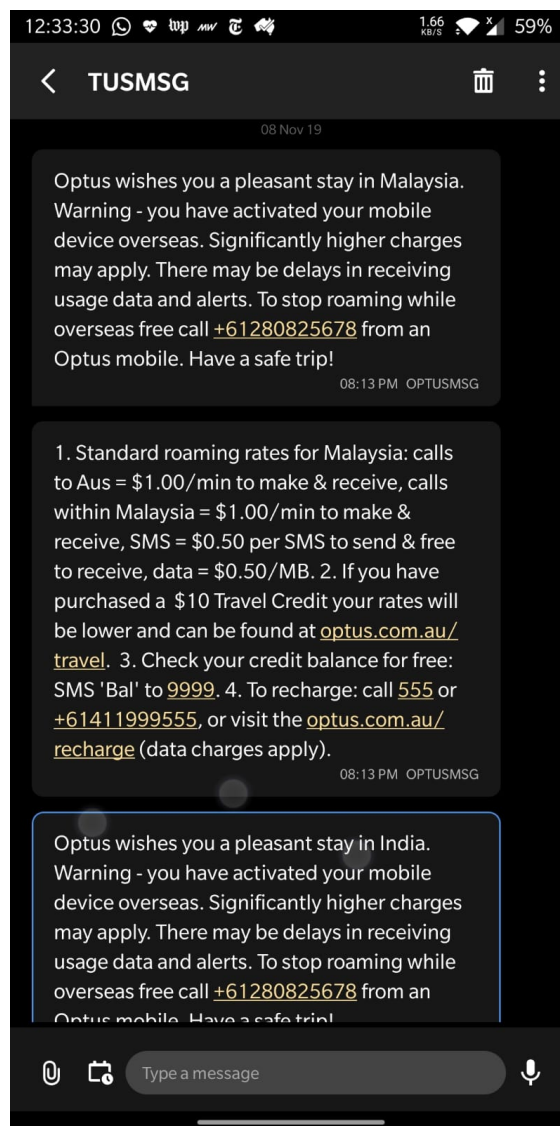 12:33:30
1.66
KB/S
X
59%
TUSMSG
08 Nov 19
Optus wishes you a pleasant stay in Malaysia.
Warning - you have activated your mobile
device overseas. Significantly higher charges
may apply. There may be delays in receiving
usage data and alerts. To stop roaming while
overseas free call +61280825678 from an
Optus mobile. Have a safe trip!
08:13 PM OPTUSMSG
1. Standard roaming rates for Malaysia: calls
to Aus = $1.00/min to make & receive, calls
within Malaysia = $1.00/min to make &
receive, SMS = $0.50 per SMS to send & free
to receive, data = $0.50/MB. 2. If you have
purchased a  $10 Travel Credit your rates will
be lower and can be found at optus.com.au/
travel.  3. Check your credit balance for free:
SMS 'Bal' to 9999. 4. To recharge: call 555 or
+61411999555, or visit the optus.com.au/
recharge (data charges apply).
08:13 PM OPTUSMSG
Optus wishes you a pleasant stay in India.
Warning - you have activated your mobile
device overseas. Significantly higher charges
may apply. There may be delays in receiving
usage data and alerts. To stop roaming while
overseas free call +61280825678 from an
Optus mobile. Have a safe trip!
Type a message